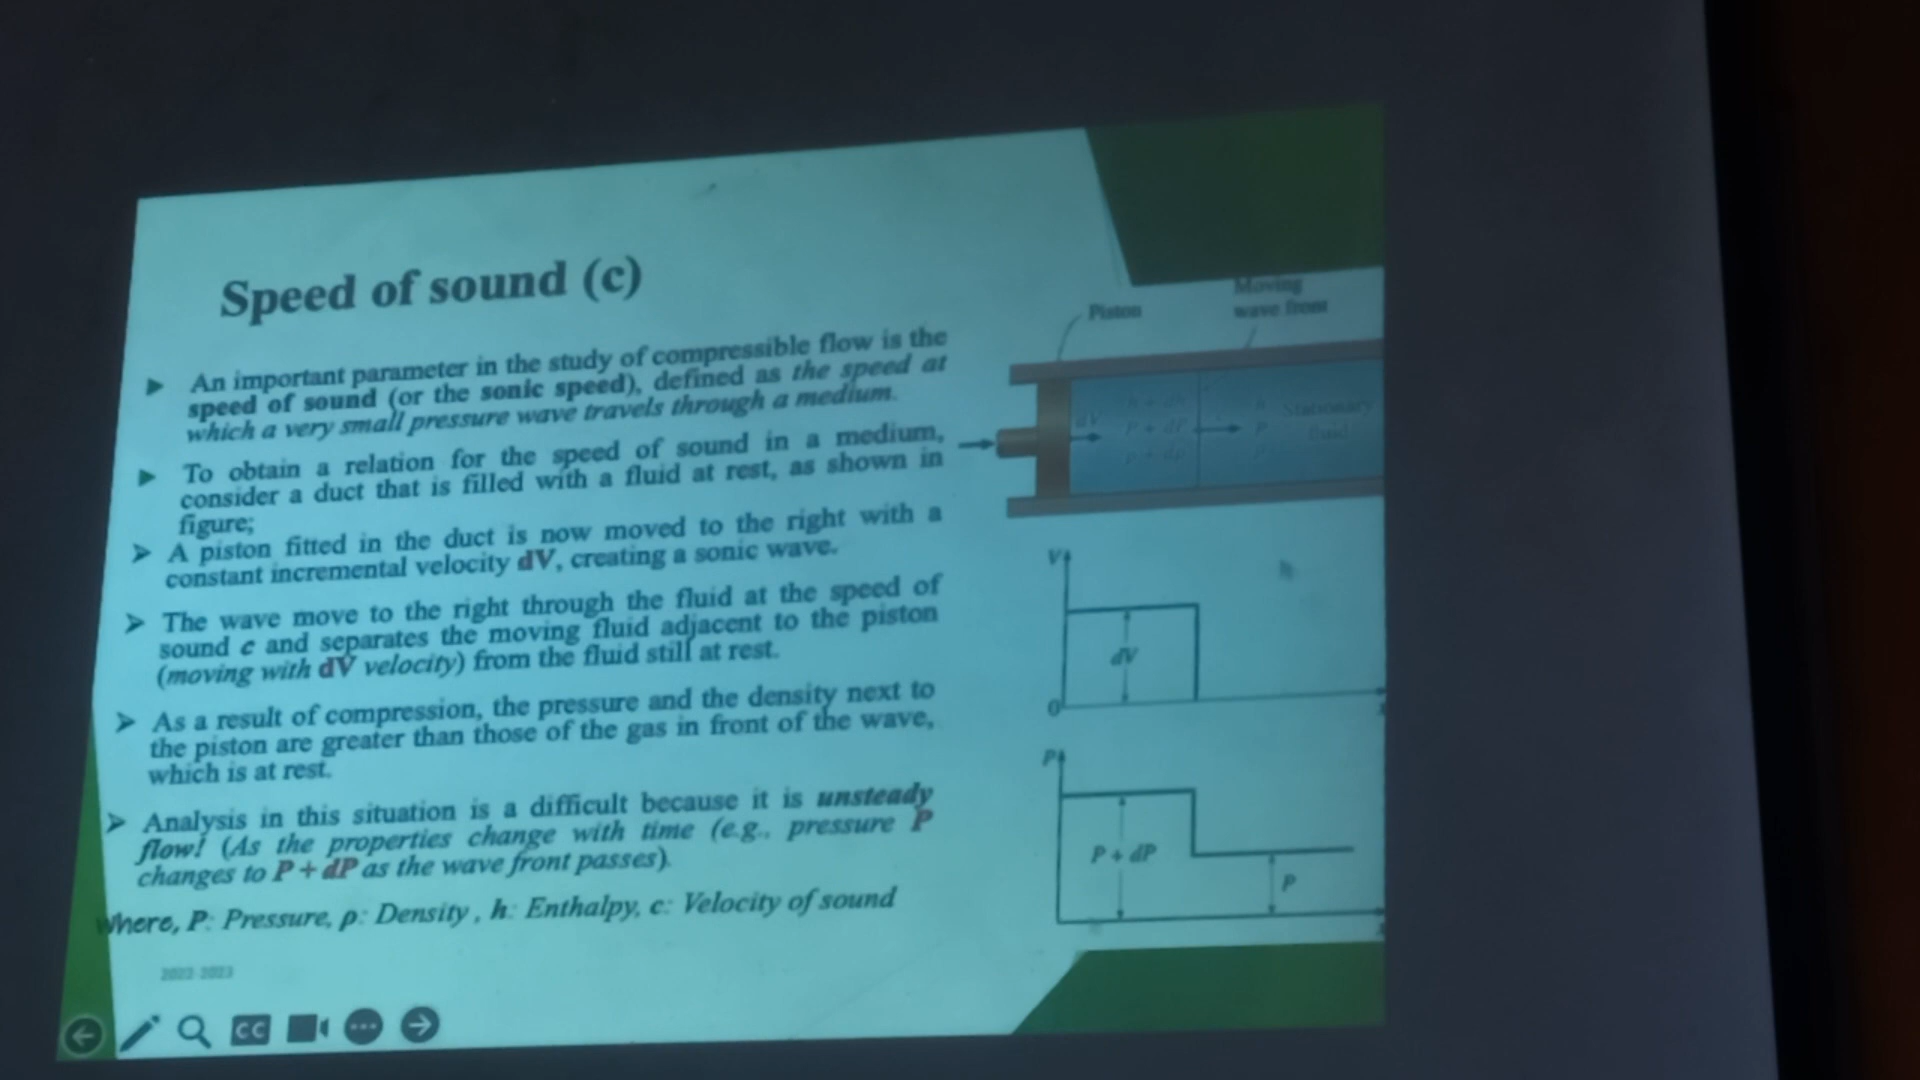 Speed of sound (c)
An important parameter in the study of compressible flow is the
speed of sound (or the sonic speed), defined as the speed at
which a very small pressure wave travels through a medium.
To obtain a relation for the speed of sound in a medium,
consider a duct that is filled with a fluid at rest, as shown in
figure;
A piston fitted in the duct is now moved to the right with a
constant incremental velocity dV, creating a sonic wave.
The wave move to the right through the fluid at the speed of
sound c and separates the moving fluid adjacent to the piston
(moving with dV velocity) from the fluid still at rest.
As a result of compression, the pressure and the density next to
the piston are greater than those of the gas in front of the wave,
which is at rest.
Analysis in this situation is a difficult because it is unsteady
flow! (As the properties change with time (e.g., pressure P
changes to P + dP as the wave front passes).
Where, P: Pressure, ρ: Density, h: Enthalpy, c: Velocity of sound
2022-2023
CC
Piston
Moving
wave front
dV
P + dP
P
Stationary
fluid
V
dV
0
P
P + dP
P